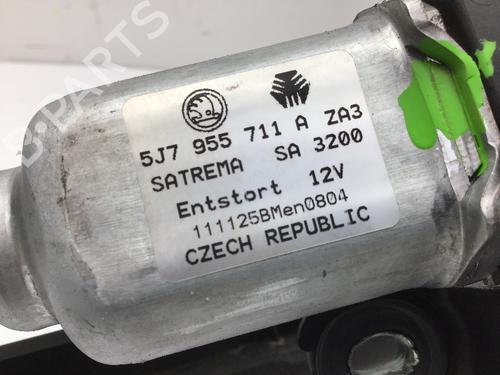 B-PARTS
5J7 955 711 A ZA3
SATREMA SA 3200
Entstort 12V
111125BMen0804
CZECH REPUBLIC